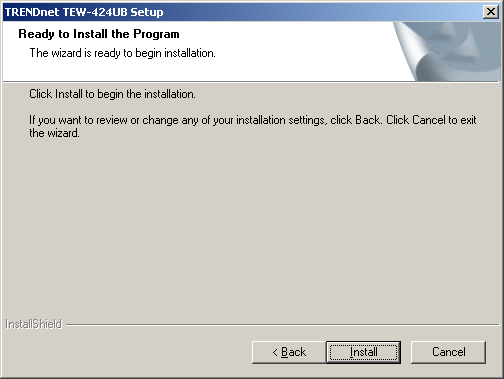 TRENDnet TEW-424UB Setup
Ready to Install the Program
The wizard is ready to begin installation.
Click Install to begin the installation.
If you want to review or change any of your installation settings, click Back. Click Cancel to exit
the wizard.
InstallShield
< Back
Install
Cancel